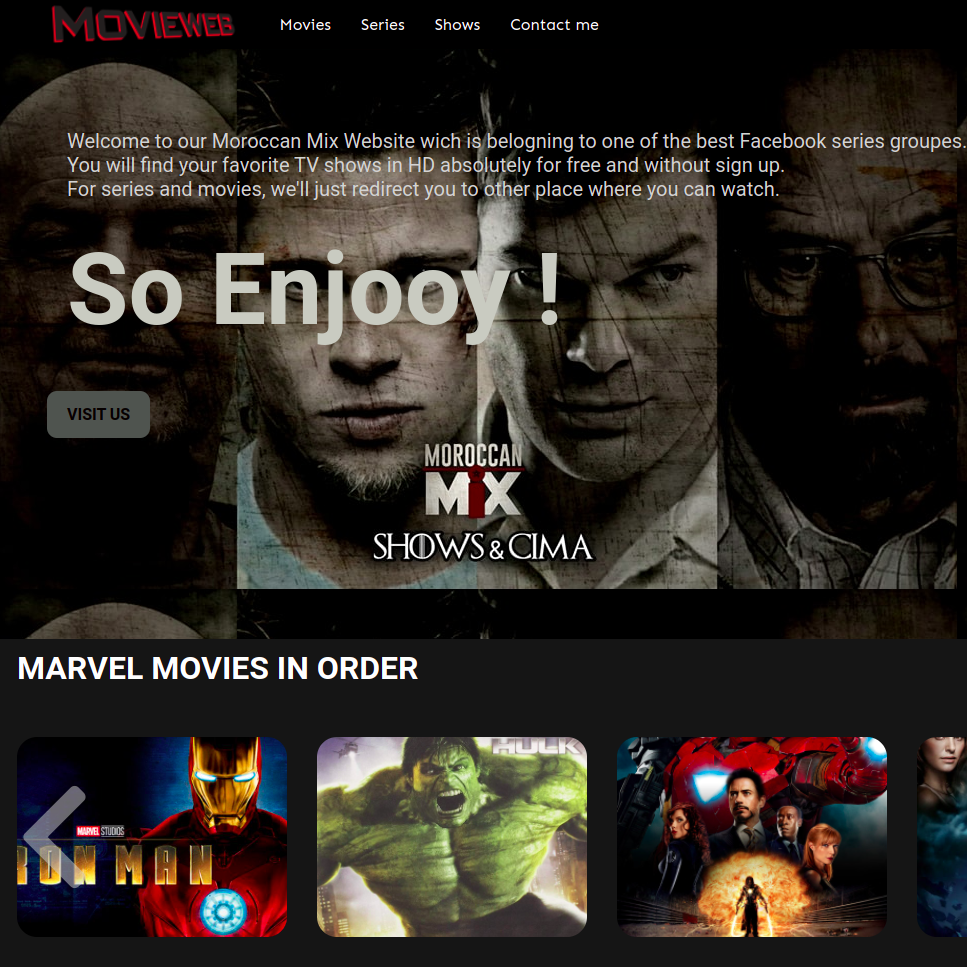 MOVIEWEB
Movies Series Shows Contact me
Welcome to our Moroccan Mix Website wich is belogning to one of the best Facebook series groupes.
You will find your favorite TV shows in HD absolutely for free and without sign up.
For series and movies, we'll just redirect you to other place where you can watch.
So Enjooy !
VISIT US
MOROCCAN
MIX
SHOWS & CIMA
MARVEL MOVIES IN ORDER
HULK
MARVEL STUDIOS
RON MAN